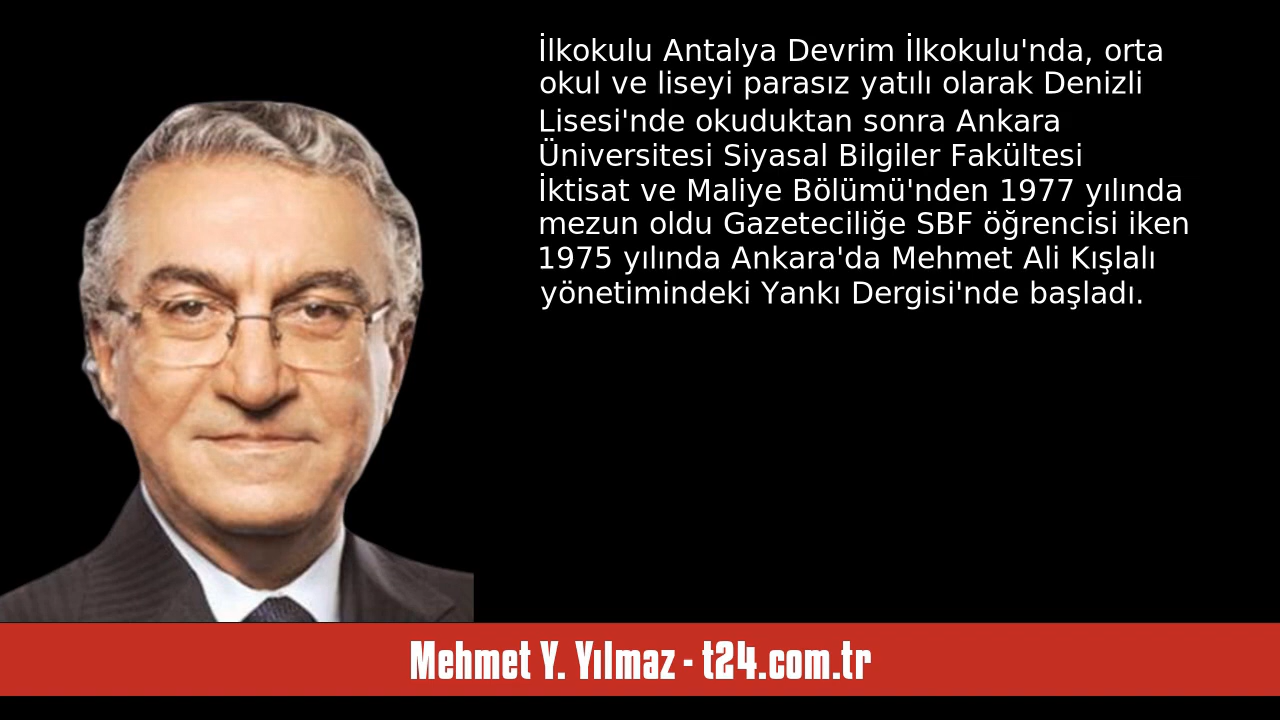 İlkokulu Antalya Devrim İlkokulu'nda, orta
okul ve liseyi parasız yatılı olarak Denizli
Lisesi'nde okuduktan sonra Ankara
Üniversitesi Siyasal Bilgiler Fakültesi
İktisat ve Maliye Bölümü'nden 1977 yılında
mezun oldu Gazeteciliğe SBF öğrencisi iken
1975 yılında Ankara'da Mehmet Ali Kışlalı
yönetimindeki Yankı Dergisi'nde başladı.
Mehmet Y. Yılmaz - t24.com.tr